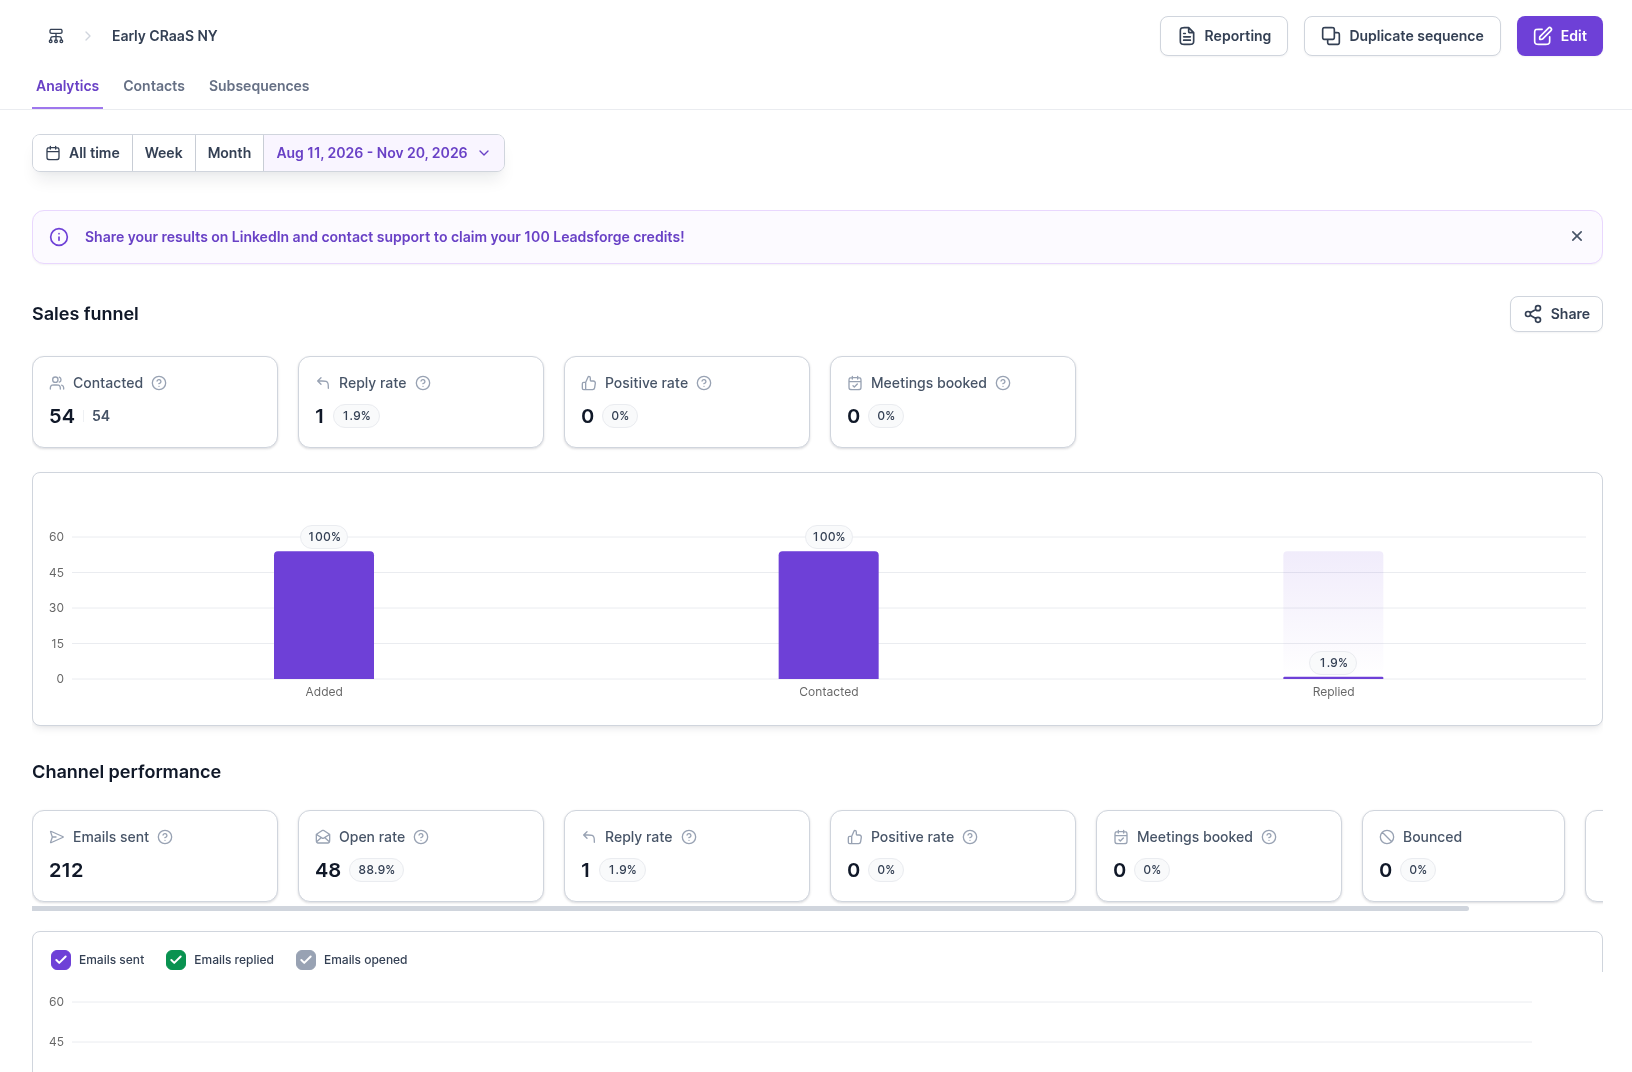 Early CRaaS NY
Reporting
Duplicate sequence
Edit
Analytics
Contacts
Subsequences
All time
Week
Month
Aug 11, 2026 - Nov 20, 2026
Share your results on LinkedIn and contact support to claim your 100 Leadsforge credits!
Sales funnel
Share
Contacted
54 54
Reply rate
1 1.9%
Positive rate
0 0%
Meetings booked
0 0%
60
45
30
15
0
100%
100%
1.9%
Added
Contacted
Replied
Channel performance
Emails sent
212
Open rate
48 88.9%
Reply rate
1 1.9%
Positive rate
0 0%
Meetings booked
0 0%
Bounced
0 0%
Emails sent
Emails replied
Emails opened
60
45